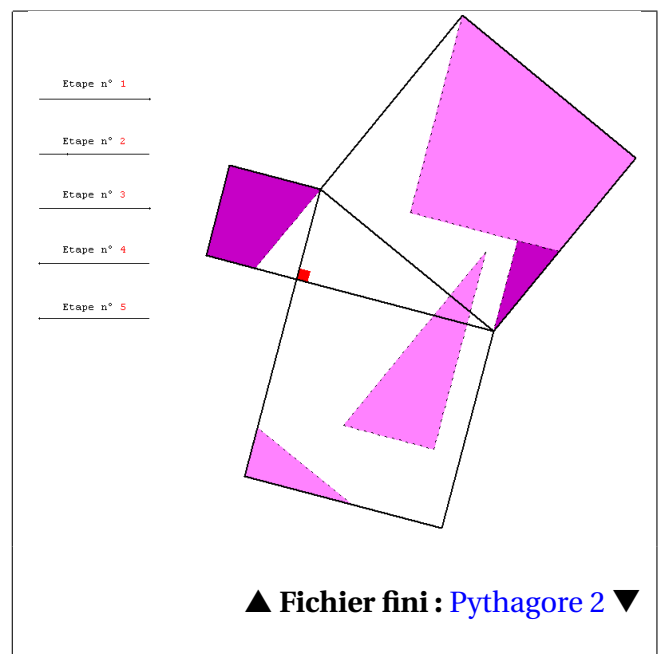 Etape n° 1
Etape n° 2
Etape n° 3
Etape n° 4
Etape n° 5
▲ Fichier fini : Pythagore 2 ▼